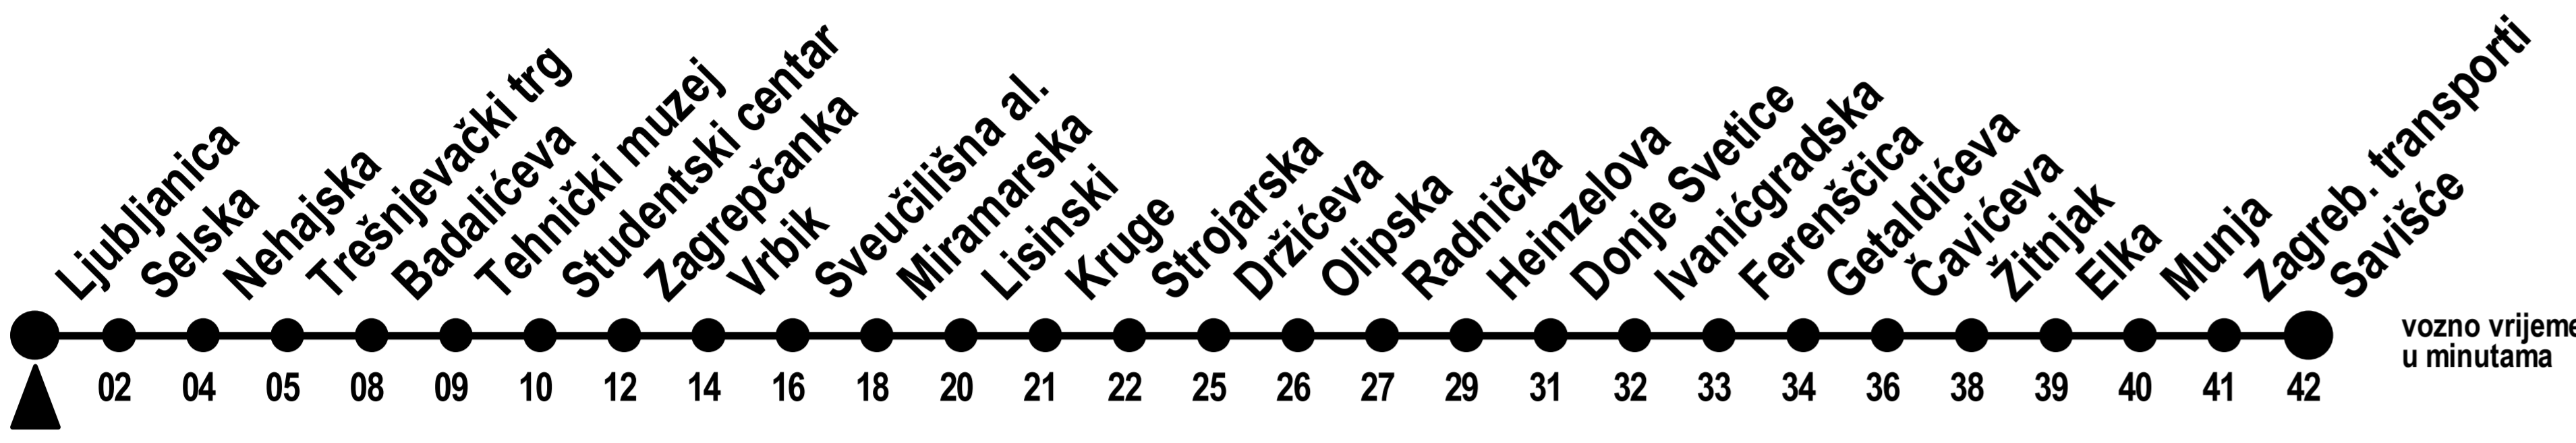 Ljubljanica
Selska
Nehajska
Trešnjevački trg
Badalićeva
Tehnički muzej
Studentski centar
Zagrepčanka
Vrbik
Sveučilišna al.
Miramarska
Lisinski
Kruge
Strojarska
Držićeva
Olipska
Radnička
Heinzelova
Donje Svetice
Ivanićgradska
Ferenščica
Getaldićeva
Čavićeva
Žitnjak
Elka
Munja
Zagreb. transporti
Savišće
02 04 05 08 09 10 12 14 16 18 20 21 22 25 26 27 29 31 32 33 34 36 38 39 40 41 42
vozno vrijeme
u minutama